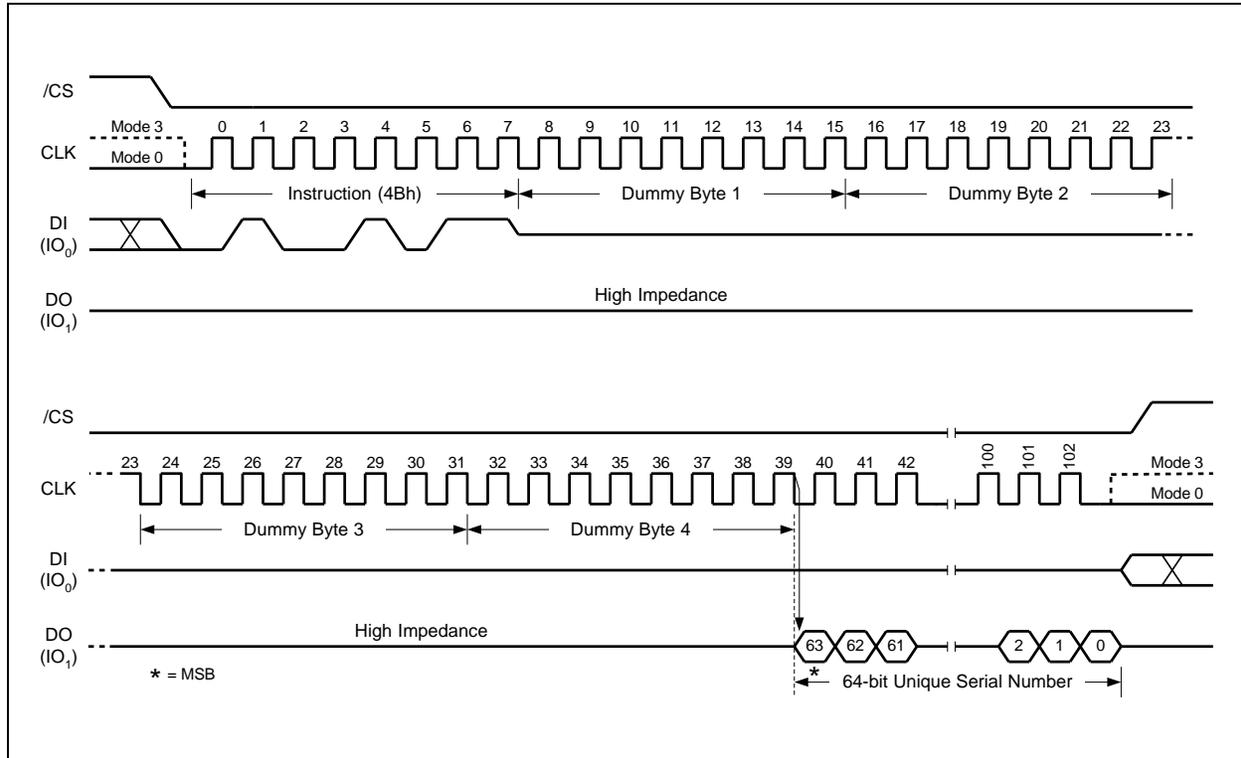 /CS
Mode 3
0 1 2 3 4 5 6 7 8 9 10 11 12 13 14 15 16 17 18 19 20 21 22 23
CLK
Mode 0
Instruction (4Bh)
Dummy Byte 1
Dummy Byte 2
DI
(IO0)
High Impedance
DO
(IO1)
/CS
23 24 25 26 27 28 29 30 31 32 33 34 35 36 37 38 39 40 41 42 100 101 102
Mode 3
CLK
Mode 0
Dummy Byte 3
Dummy Byte 4
DI
(IO0)
High Impedance
DO
(IO1)
63 62 61 2 1 0
* = MSB
*
64-bit Unique Serial Number